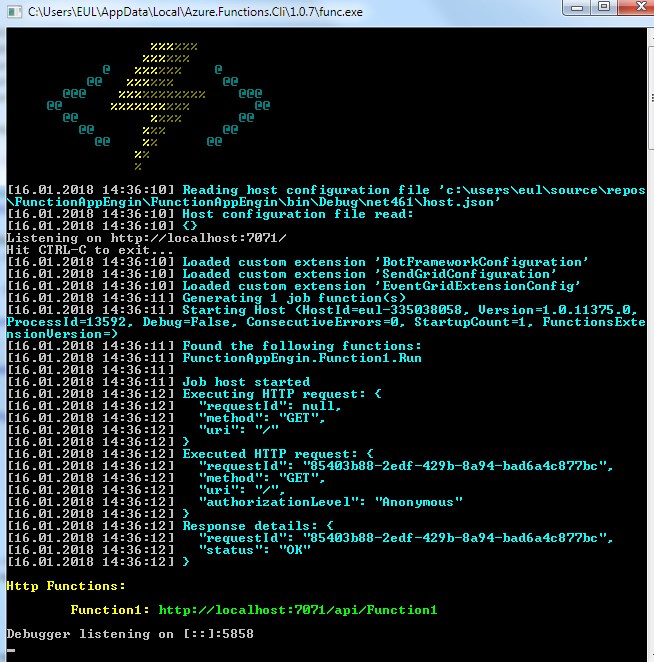 C:\Users\EUL\AppData\Local\Azure.Functions.Cli\1.0.7\func.exe
                  %%%%%%
                 %%%%%%
            @   %%%%%%    @
          @@   %%%%%%      @@
       @@@    %%%%%%%%%%%    @@@
     @@      %%%%%%%%%%        @@
       @@         %%%%       @@
         @@      %%%       @@
           @@    %%      @@
                %%
                %
[16.01.2018 14:36:10] Reading host configuration file 'c:\users\eul\source\repos
\FunctionAppEngin\FunctionAppEngin\bin\Debug\net461\host.json'
[16.01.2018 14:36:10] Host configuration file read:
[16.01.2018 14:36:10] {}
Listening on http://localhost:7071/
Hit CTRL-C to exit...
[16.01.2018 14:36:10] Loaded custom extension 'BotFrameworkConfiguration'
[16.01.2018 14:36:10] Loaded custom extension 'SendGridConfiguration'
[16.01.2018 14:36:10] Loaded custom extension 'EventGridExtensionConfig'
[16.01.2018 14:36:11] Generating 1 job function(s)
[16.01.2018 14:36:11] Starting Host (HostId=eul-335038058, Version=1.0.11375.0,
ProcessId=13592, Debug=False, ConsecutiveErrors=0, StartupCount=1, FunctionsExte
nsionVersion=)
[16.01.2018 14:36:11] Found the following functions:
[16.01.2018 14:36:11] FunctionAppEngin.Function1.Run
[16.01.2018 14:36:11]
[16.01.2018 14:36:11] Job host started
[16.01.2018 14:36:12] Executing HTTP request: {
[16.01.2018 14:36:12]   "requestId": null,
[16.01.2018 14:36:12]   "method": "GET",
[16.01.2018 14:36:12]   "uri": "/"
[16.01.2018 14:36:12] }
[16.01.2018 14:36:12] Executed HTTP request: {
[16.01.2018 14:36:12]   "requestId": "85403b88-2edf-429b-8a94-bad6a4c877bc",
[16.01.2018 14:36:12]   "method": "GET",
[16.01.2018 14:36:12]   "uri": "/",
[16.01.2018 14:36:12]   "authorizationLevel": "Anonymous"
[16.01.2018 14:36:12] }
[16.01.2018 14:36:12] Response details: {
[16.01.2018 14:36:12]   "requestId": "85403b88-2edf-429b-8a94-bad6a4c877bc",
[16.01.2018 14:36:12]   "status": "OK"
[16.01.2018 14:36:12] }
Http Functions:
        Function1: http://localhost:7071/api/Function1
Debugger listening on [::]:5858